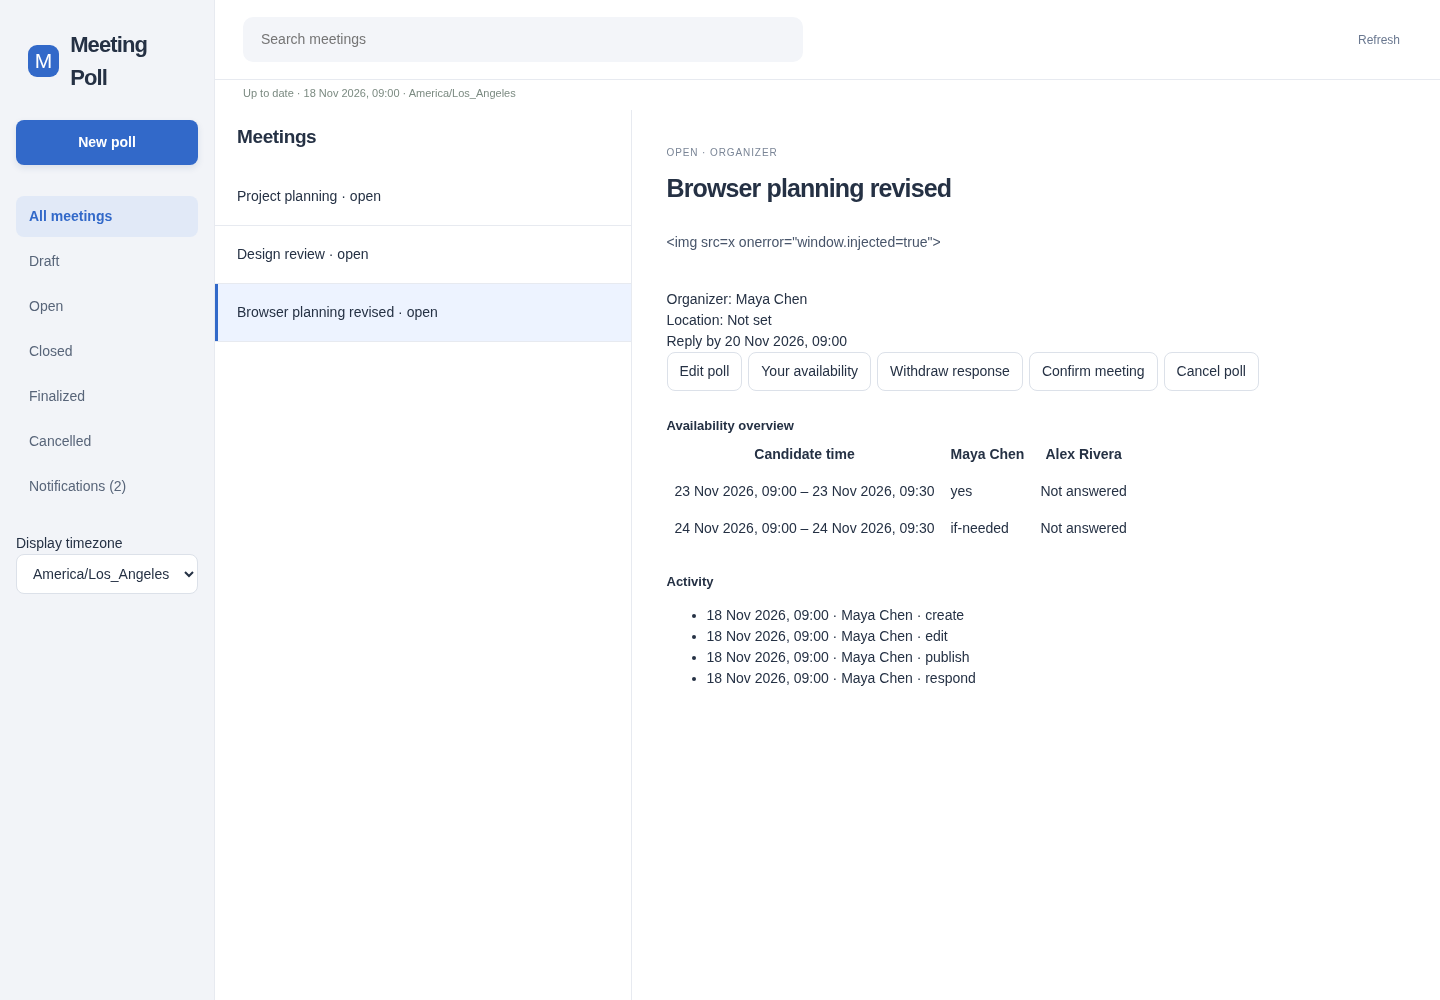 M
Meeting
Poll
New poll
All meetings
Draft
Open
Closed
Finalized
Cancelled
Notifications (2)
Display timezone
America/Los_Angeles
Search meetings
Refresh
Up to date · 18 Nov 2026, 09:00 · America/Los_Angeles
Meetings
Project planning · open
Design review · open
Browser planning revised · open
OPEN · ORGANIZER
Browser planning revised
<img src=x onerror="window.injected=true">
Organizer: Maya Chen
Location: Not set
Reply by 20 Nov 2026, 09:00
Edit poll Your availability Withdraw response Confirm meeting Cancel poll
Availability overview
Candidate time Maya Chen Alex Rivera
23 Nov 2026, 09:00 – 23 Nov 2026, 09:30 yes Not answered
24 Nov 2026, 09:00 – 24 Nov 2026, 09:30 if-needed Not answered
Activity
• 18 Nov 2026, 09:00 · Maya Chen · create
• 18 Nov 2026, 09:00 · Maya Chen · edit
• 18 Nov 2026, 09:00 · Maya Chen · publish
• 18 Nov 2026, 09:00 · Maya Chen · respond